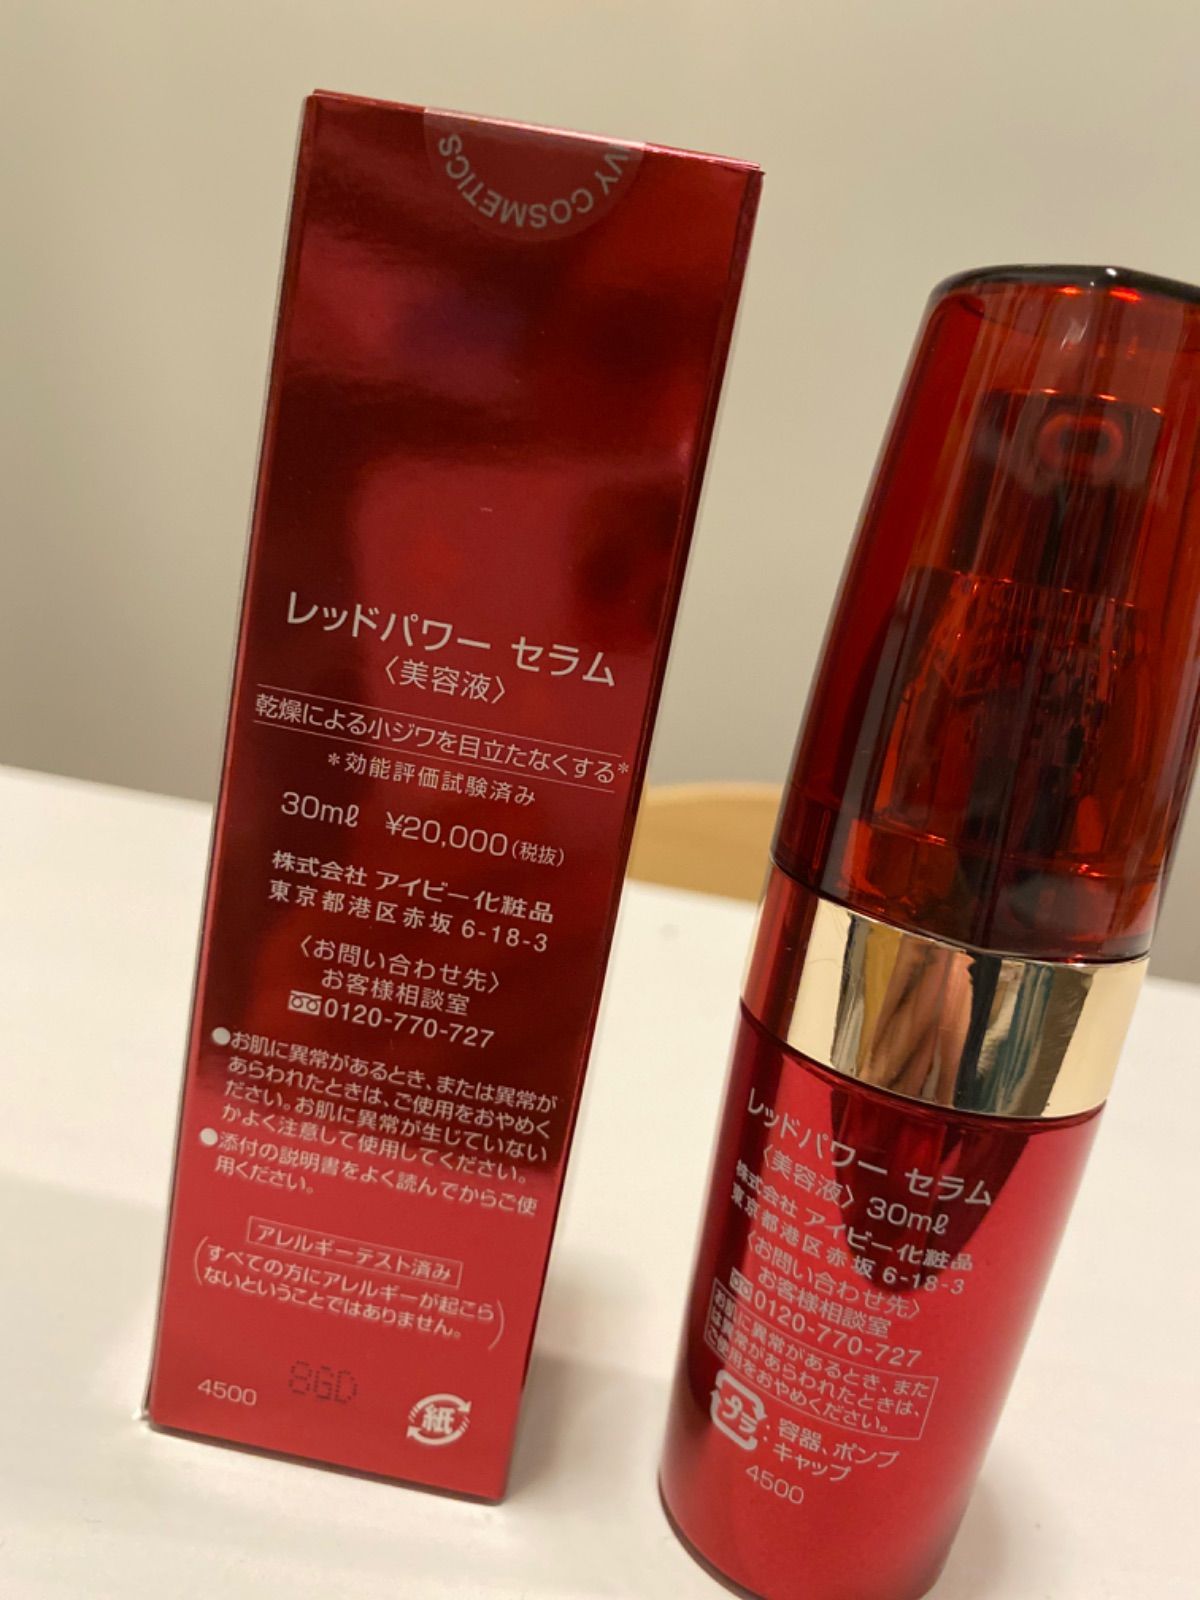 IVY COSMETICS
レッドパワー セラム
〈美容液〉
乾燥による小ジワを目立たなくする*
*効能評価試験済み
30mℓ ¥20,000(税抜)
株式会社 アイビー化粧品
東京都港区赤坂 6-18-3
〈お問い合わせ先〉
お客様相談室
0120-770-727
●お肌に異常があるとき、または異常が
あらわれたときは、ご使用をおやめく
ださい。お肌に異常が生じていない
かよく注意して使用してください。
●添付の説明書をよく読んでからご使
用ください。
アレルギーテスト済み
(すべての方にアレルギーが起こら
ないということではありません。)
4500
8GD
紙
レッドパワー セラム
〈美容液〉 30mℓ
株式会社 アイビー化粧品
東京都港区赤坂 6-18-3
〈お問い合わせ先〉
お客様相談室
0120-770-727
お肌に異常があるとき、また
は異常があらわれたときは、
ご使用をおやめください。
プラ : 容器、ポンプ
: キャップ
4500